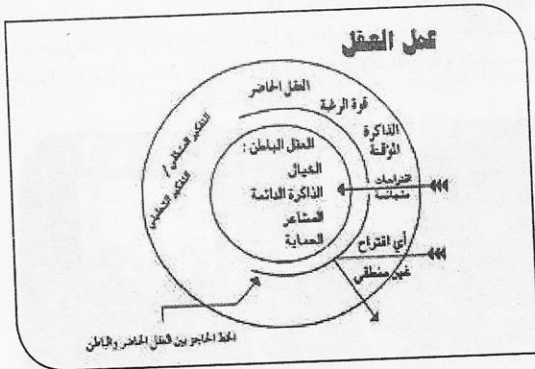 عمل العقل
العقل الحاضر
قوة الرغبة
الذاكرة
المؤقتة
التفكير المنطقي /
التفكير التحليلي
العقل الباطن :
الخيال
الذاكرة الدائمة
المشاعر
الحماية
اقتراحات
متجانسة
أي اقتراح
غير منطقي
الخط الحاجز بين العقل الحاضر والباطن